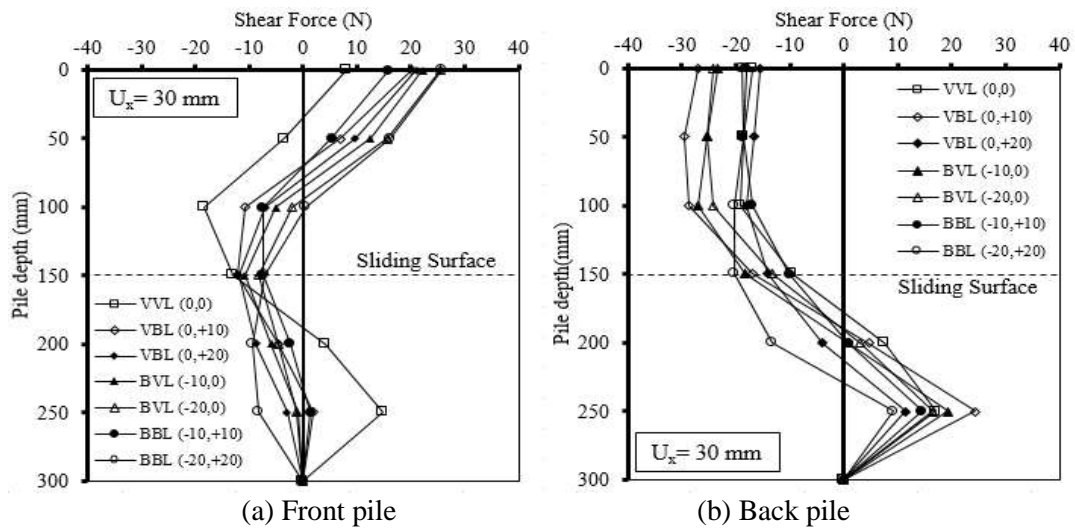 Shear Force (N)
-40 -30 -20 -10 0 10 20 30 40
Pile depth (mm)
0
50
100
150
200
250
300
Uₓ= 30 mm
Sliding Surface
VVL (0,0)
VBL (0,+10)
VBL (0,+20)
BVL (-10,0)
BVL (-20,0)
BBL (-10,+10)
BBL (-20,+20)
(a) Front pile
Shear Force (N)
-40 -30 -20 -10 0 10 20 30 40
Pile depth(mm)
0
50
100
150
200
250
300
VVL (0,0)
VBL (0,+10)
VBL (0,+20)
BVL (-10,0)
BVL (-20,0)
BBL (-10,+10)
BBL (-20,+20)
Sliding Surface
Uₓ= 30 mm
(b) Back pile